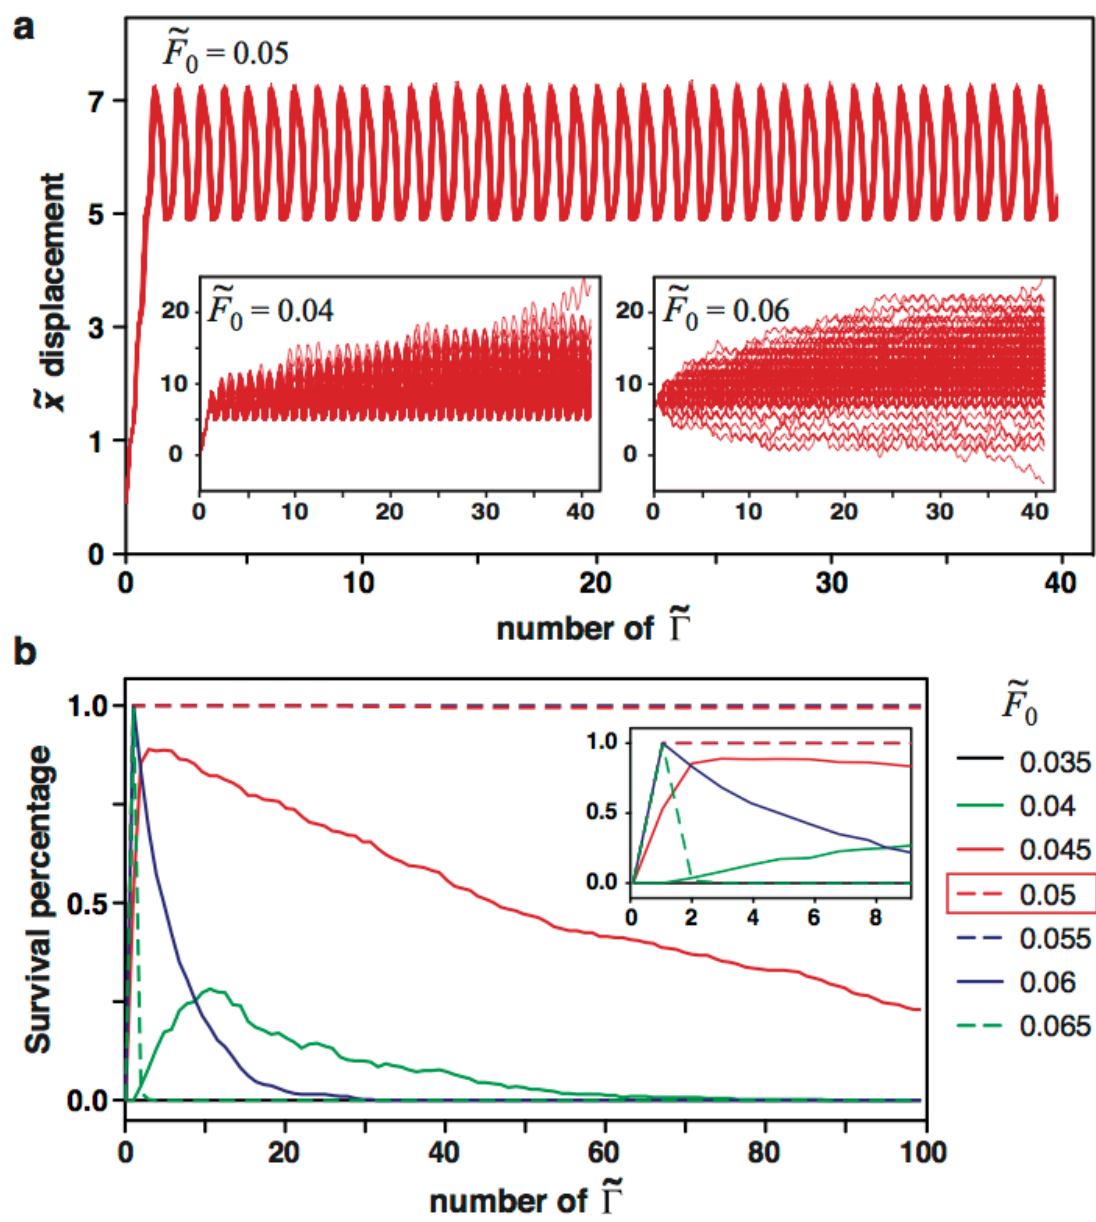 a
F̃₀ = 0.05
7
5
3
1
0
x̃ displacement
F̃₀ = 0.04
20
10
0
0 10 20 30 40
F̃₀ = 0.06
20
10
0
0 10 20 30 40
0 10 20 30 40
number of Γ̃
b
1.0
0.5
0.0
Survival percentage
1.0
0.5
0.0
0 2 4 6 8
0 20 40 60 80 100
number of Γ̃
F̃₀
0.035
0.04
0.045
0.05
0.055
0.06
0.065